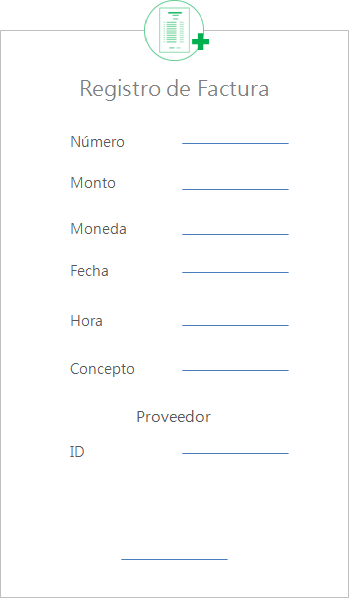 Registro de Factura
Número
Monto
Moneda
Fecha
Hora
Concepto
Proveedor
ID